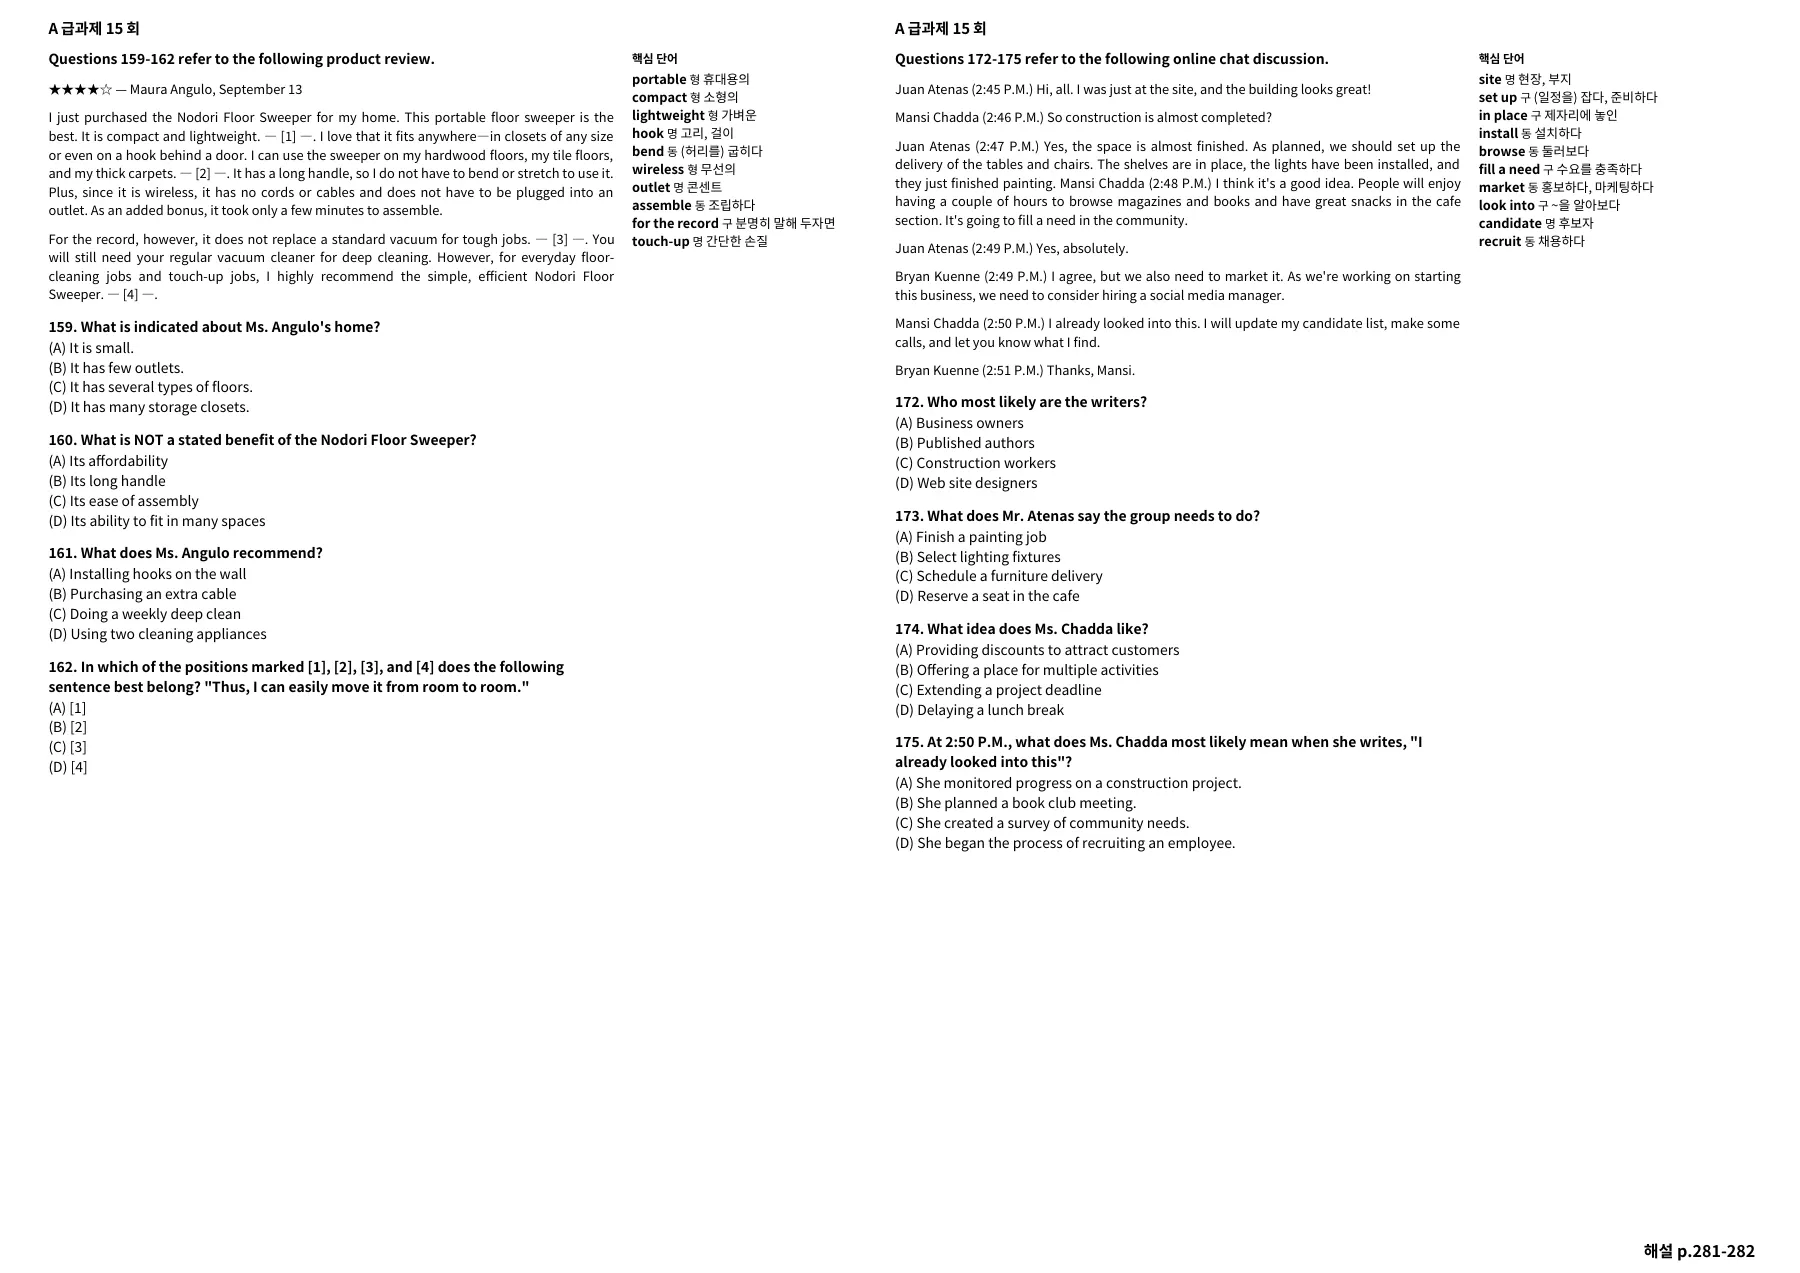 A 급과제 15 회
Questions 159-162 refer to the following product review.
★★★★☆ — Maura Angulo, September 13
I just purchased the Nodori Floor Sweeper for my home. This portable floor sweeper is the
best. It is compact and lightweight. — [1] —. I love that it fits anywhere—in closets of any size
or even on a hook behind a door. I can use the sweeper on my hardwood floors, my tile floors,
and my thick carpets. — [2] —. It has a long handle, so I do not have to bend or stretch to use it.
Plus, since it is wireless, it has no cords or cables and does not have to be plugged into an
outlet. As an added bonus, it took only a few minutes to assemble.
For the record, however, it does not replace a standard vacuum for tough jobs. — [3] —. You
will still need your regular vacuum cleaner for deep cleaning. However, for everyday floor-
cleaning jobs and touch-up jobs, I highly recommend the simple, efficient Nodori Floor
Sweeper. — [4] —.
159. What is indicated about Ms. Angulo's home?
(A) It is small.
(B) It has few outlets.
(C) It has several types of floors.
(D) It has many storage closets.
160. What is NOT a stated benefit of the Nodori Floor Sweeper?
(A) Its affordability
(B) Its long handle
(C) Its ease of assembly
(D) Its ability to fit in many spaces
161. What does Ms. Angulo recommend?
(A) Installing hooks on the wall
(B) Purchasing an extra cable
(C) Doing a weekly deep clean
(D) Using two cleaning appliances
162. In which of the positions marked [1], [2], [3], and [4] does the following
sentence best belong? "Thus, I can easily move it from room to room."
(A) [1]
(B) [2]
(C) [3]
(D) [4]
핵심 단어
portable 형 휴대용의
compact 형 소형의
lightweight 형 가벼운
hook 명 고리, 걸이
bend 동 (허리를) 굽히다
wireless 형 무선의
outlet 명 콘센트
assemble 동 조립하다
for the record 구 분명히 말해 두자면
touch-up 명 간단한 손질
A 급과제 15 회
Questions 172-175 refer to the following online chat discussion.
Juan Atenas (2:45 P.M.) Hi, all. I was just at the site, and the building looks great!
Mansi Chadda (2:46 P.M.) So construction is almost completed?
Juan Atenas (2:47 P.M.) Yes, the space is almost finished. As planned, we should set up the
delivery of the tables and chairs. The shelves are in place, the lights have been installed, and
they just finished painting. Mansi Chadda (2:48 P.M.) I think it's a good idea. People will enjoy
having a couple of hours to browse magazines and books and have great snacks in the cafe
section. It's going to fill a need in the community.
Juan Atenas (2:49 P.M.) Yes, absolutely.
Bryan Kuenne (2:49 P.M.) I agree, but we also need to market it. As we're working on starting
this business, we need to consider hiring a social media manager.
Mansi Chadda (2:50 P.M.) I already looked into this. I will update my candidate list, make some
calls, and let you know what I find.
Bryan Kuenne (2:51 P.M.) Thanks, Mansi.
172. Who most likely are the writers?
(A) Business owners
(B) Published authors
(C) Construction workers
(D) Web site designers
173. What does Mr. Atenas say the group needs to do?
(A) Finish a painting job
(B) Select lighting fixtures
(C) Schedule a furniture delivery
(D) Reserve a seat in the cafe
174. What idea does Ms. Chadda like?
(A) Providing discounts to attract customers
(B) Offering a place for multiple activities
(C) Extending a project deadline
(D) Delaying a lunch break
175. At 2:50 P.M., what does Ms. Chadda most likely mean when she writes, "I
already looked into this"?
(A) She monitored progress on a construction project.
(B) She planned a book club meeting.
(C) She created a survey of community needs.
(D) She began the process of recruiting an employee.
핵심 단어
site 명 현장, 부지
set up 구 (일정을) 잡다, 준비하다
in place 구 제자리에 놓인
install 동 설치하다
browse 동 둘러보다
fill a need 구 수요를 충족하다
market 동 홍보하다, 마케팅하다
look into 구 ~을 알아보다
candidate 명 후보자
recruit 동 채용하다
해설 p.281-282